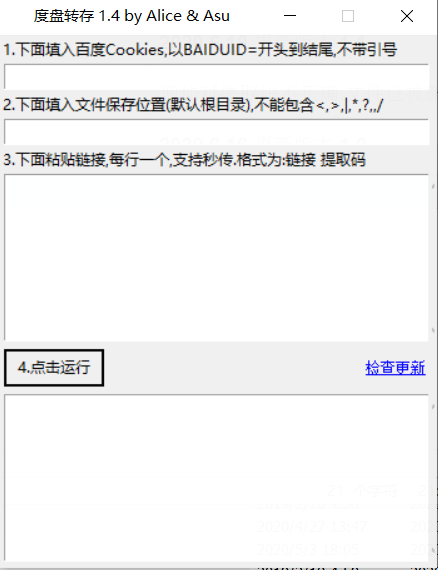 度盘转存 1.4 by Alice & Asu
1.下面填入百度Cookies,以BAIDUID=开头到结尾,不带引号
2.下面填入文件保存位置(默认根目录),不能包含<,>,|,*,?,,/
3.下面粘贴链接,每行一个,支持秒传.格式为:链接 提取码
4.点击运行
检查更新